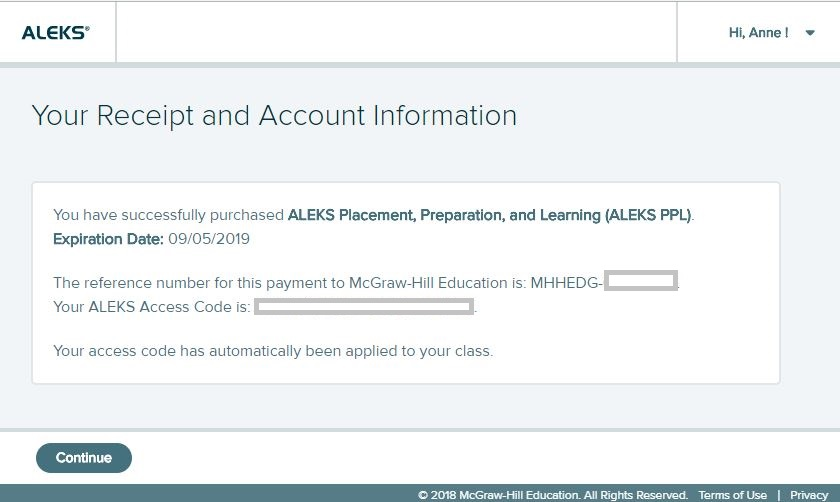 ALEKS®
Hi, Anne !
Your Receipt and Account Information
You have successfully purchased ALEKS Placement, Preparation, and Learning (ALEKS PPL).
Expiration Date: 09/05/2019
The reference number for this payment to McGraw-Hill Education is: MHHEDG-
Your ALEKS Access Code is: .
Your access code has automatically been applied to your class.
Continue
© 2018 McGraw-Hill Education. All Rights Reserved. Terms of Use | Privacy